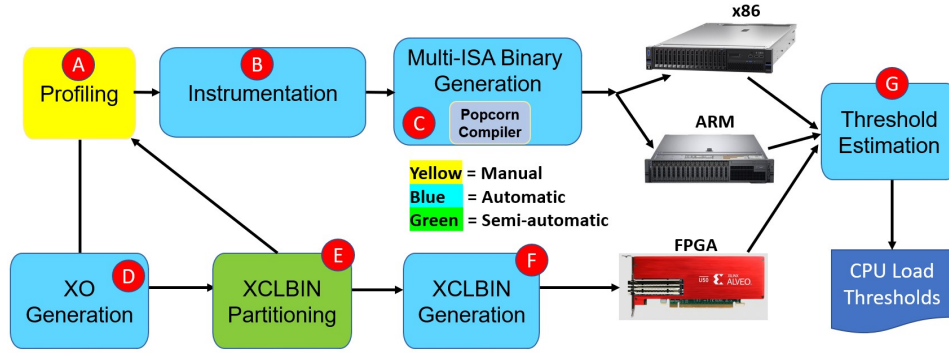 A
Profiling
B
Instrumentation
Multi-ISA Binary
Generation
C
Popcorn
Compiler
x86
ARM
G
Threshold
Estimation
Yellow = Manual
Blue = Automatic
Green = Semi-automatic
D
XO
Generation
E
XCLBIN
Partitioning
F
XCLBIN
Generation
FPGA
ALVEO.
CPU Load
Thresholds